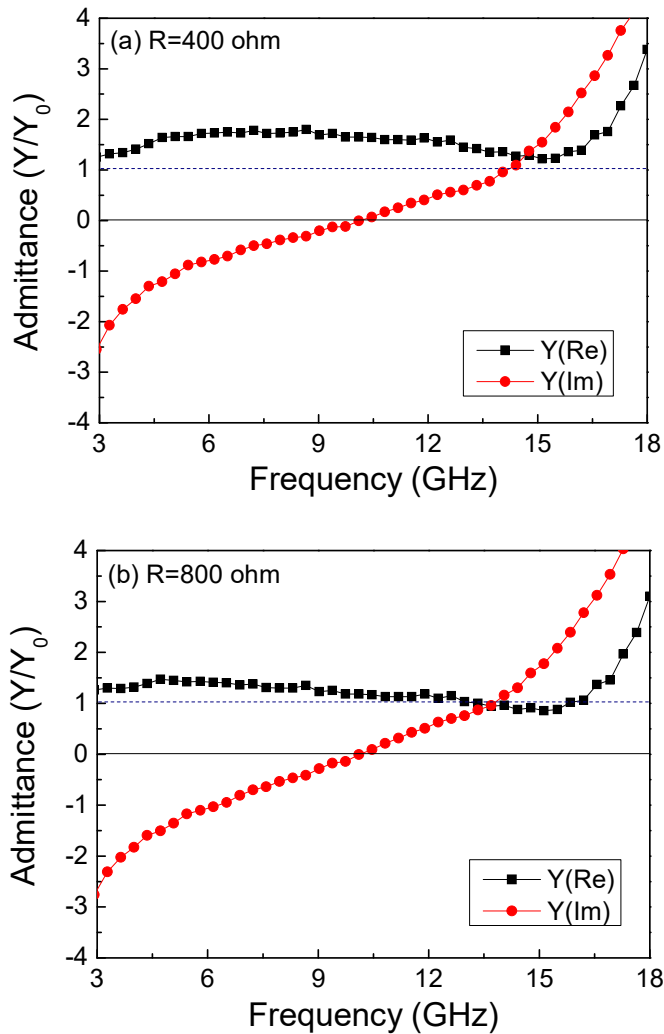 (a) R=400 ohm
Admittance (Y/Y₀)
4
3
2
1
0
-1
-2
-3
-4
Y(Re)
Y(Im)
3 6 9 12 15 18
Frequency (GHz)
(b) R=800 ohm
Admittance (Y/Y₀)
4
3
2
1
0
-1
-2
-3
-4
Y(Re)
Y(Im)
3 6 9 12 15 18
Frequency (GHz)